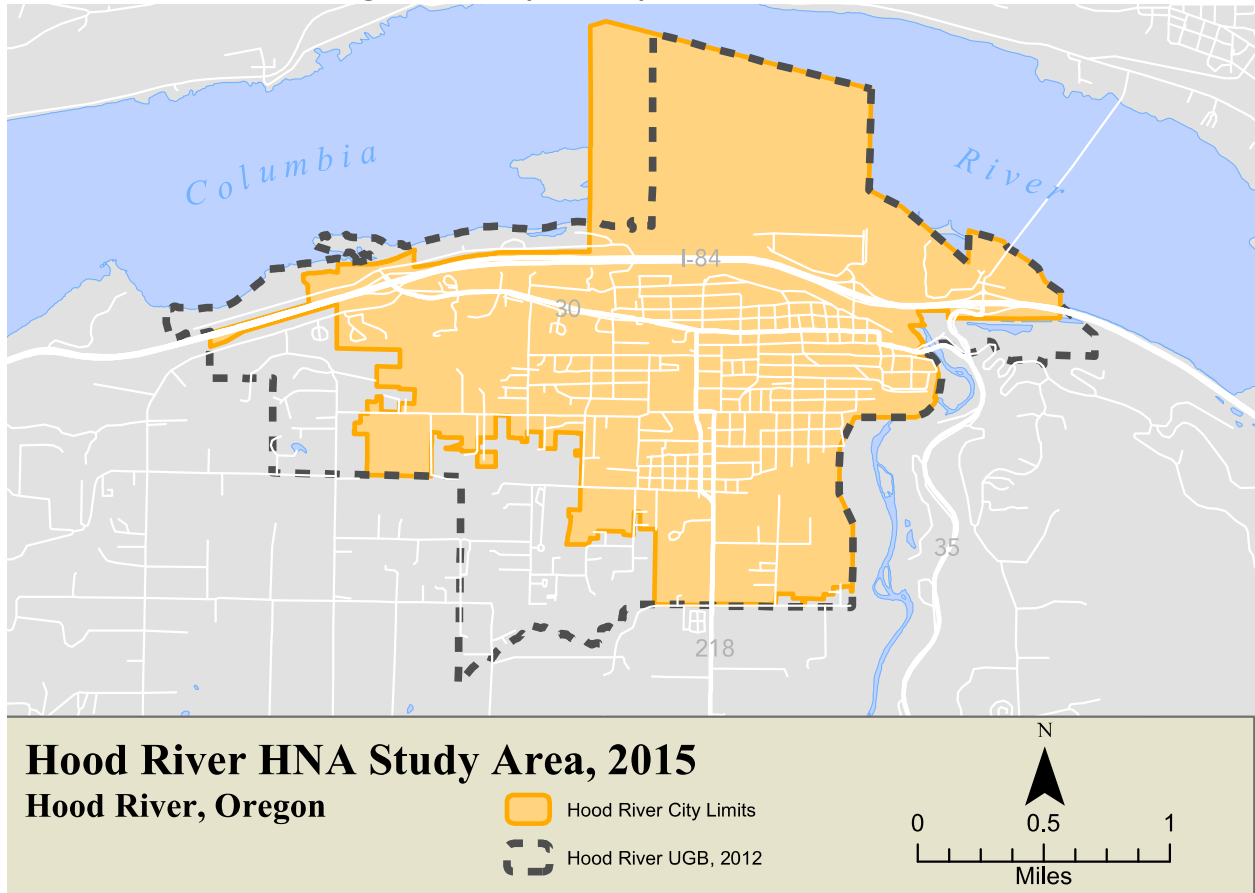 Columbia
River
I-84
30
35
218
Hood River HNA Study Area, 2015
Hood River, Oregon
Hood River City Limits
Hood River UGB, 2012
N
0 0.5 1
Miles